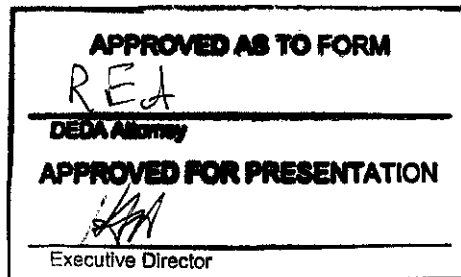 APPROVED AS TO FORM
REA
DEDA Attorney
APPROVED FOR PRESENTATION
Executive Director